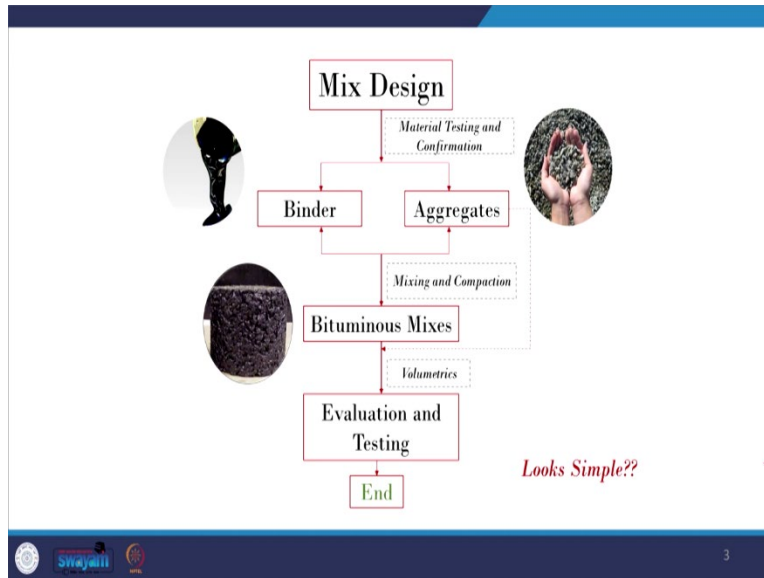 Mix Design
Material Testing and
Confirmation
Binder
Aggregates
Mixing and Compaction
Bituminous Mixes
Volumetrics
Evaluation and
Testing
Looks Simple??
End
swayam
3